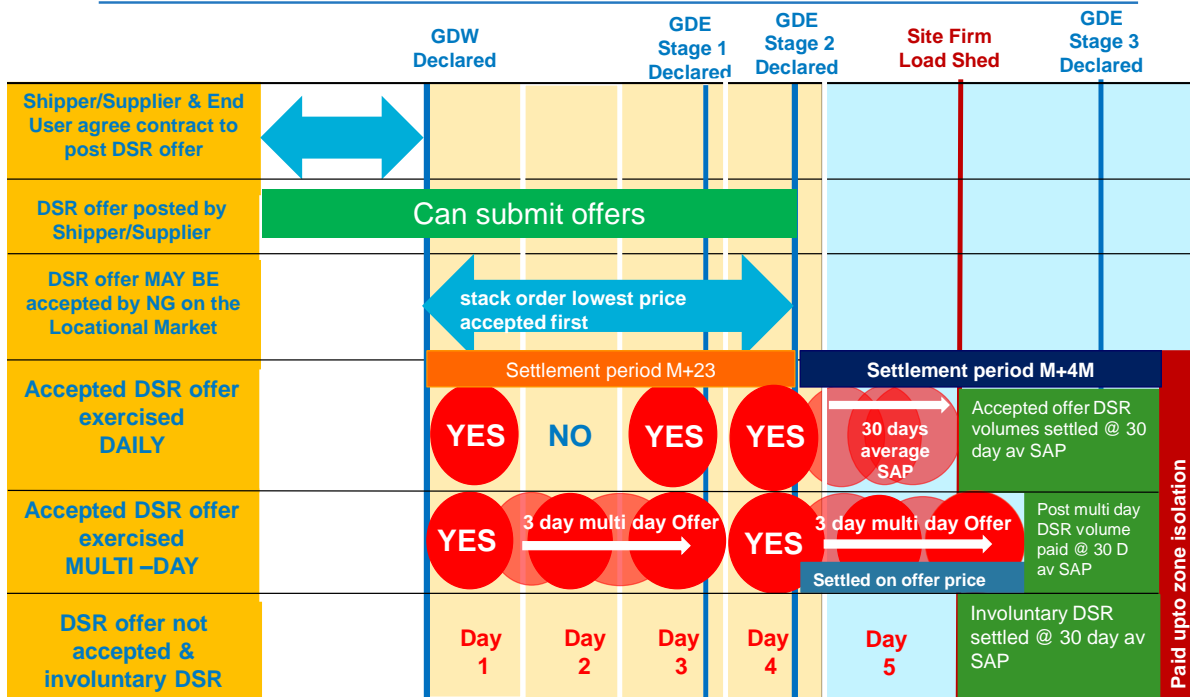 GDW
Declared
GDE
Stage 1
Declared
GDE
Stage 2
Declared
Site Firm
Load Shed
GDE
Stage 3
Declared
Shipper/Supplier & End
User agree contract to
post DSR offer
DSR offer posted by
Shipper/Supplier
Can submit offers
DSR offer MAY BE
accepted by NG on the
Locational Market
stack order lowest price
accepted first
Settlement period M+23
Settlement period M+4M
Accepted DSR offer
exercised
DAILY
YES
NO
YES
YES
30 days
average
SAP
Accepted offer DSR
volumes settled @ 30
day av SAP
Accepted DSR offer
exercised
MULTI –DAY
YES
3 day multi day Offer
YES
3 day multi day Offer
Settled on offer price
Post multi day
DSR volume
paid @ 30 D
av SAP
DSR offer not
accepted &
involuntary DSR
Day
1
Day
2
Day
3
Day
4
Day
5
Involuntary DSR
settled @ 30 day av
SAP
Paid upto zone isolation